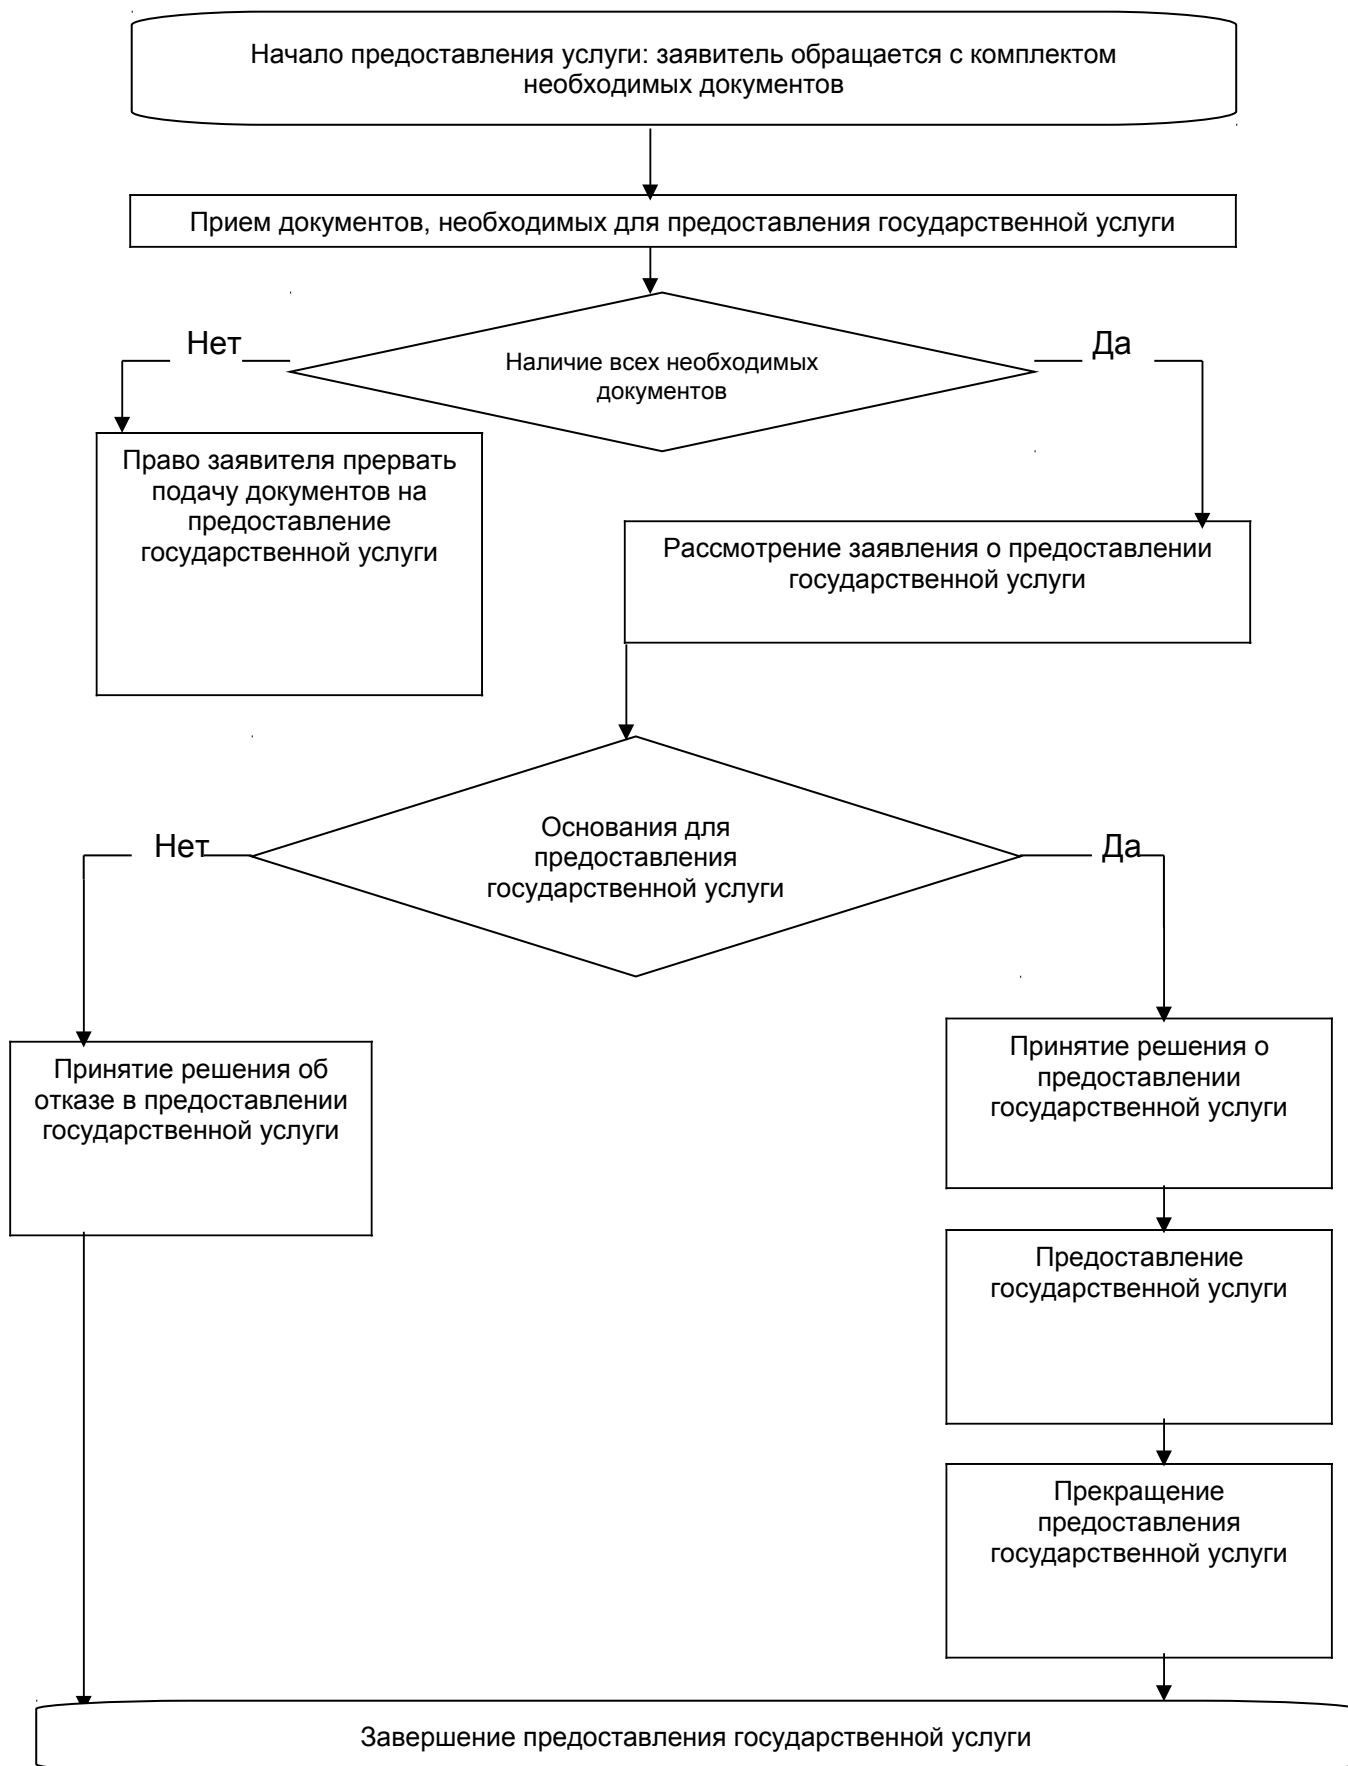 Начало предоставления услуги: заявитель обращается с комплектом
необходимых документов
Прием документов, необходимых для предоставления государственной услуги
Нет
Да
Наличие всех необходимых
документов
Право заявителя прервать
подачу документов на
предоставление
государственной услуги
Рассмотрение заявления о предоставлении
государственной услуги
Нет
Да
Основания для
предоставления
государственной услуги
Принятие решения об
отказе в предоставлении
государственной услуги
Принятие решения о
предоставлении
государственной услуги
Предоставление
государственной услуги
Прекращение
предоставления
государственной услуги
Завершение предоставления государственной услуги